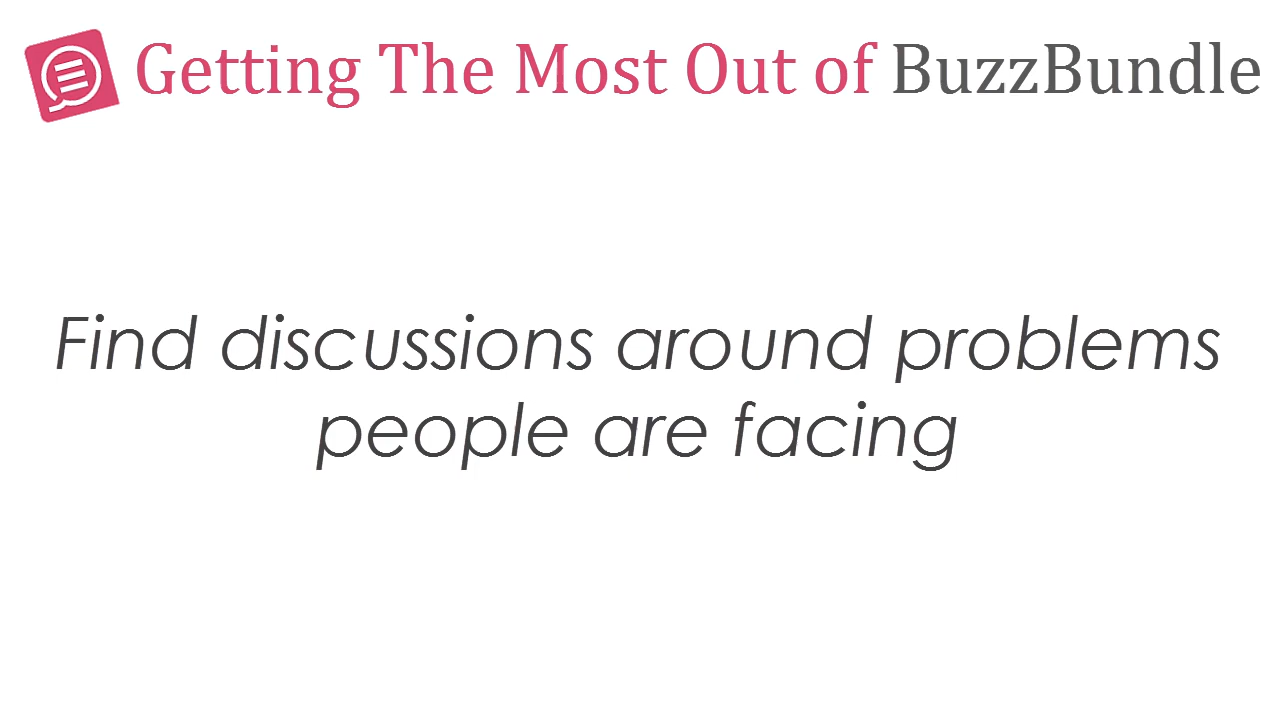 Getting The Most Out of BuzzBundle
Find discussions around problems
people are facing